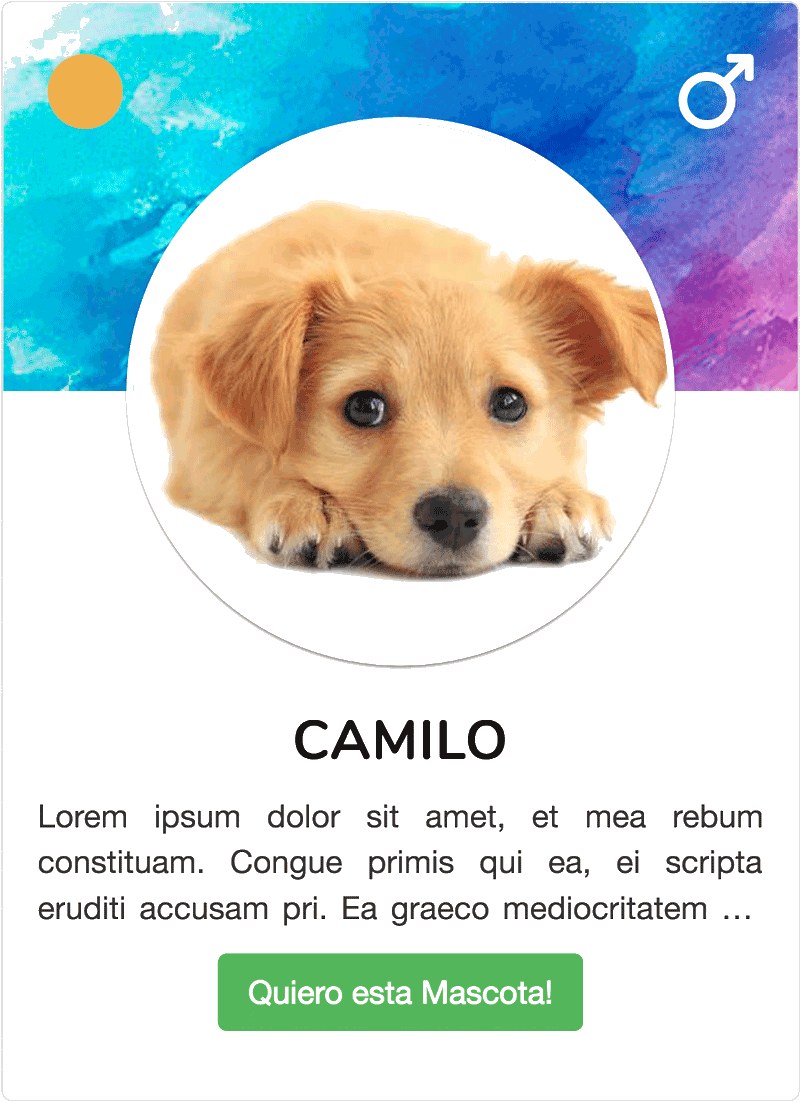 CAMILO
Lorem ipsum dolor sit amet, et mea rebum
constituam. Congue primis qui ea, ei scripta
eruditi accusam pri. Ea graeco mediocritatem ...
Quiero esta Mascota!